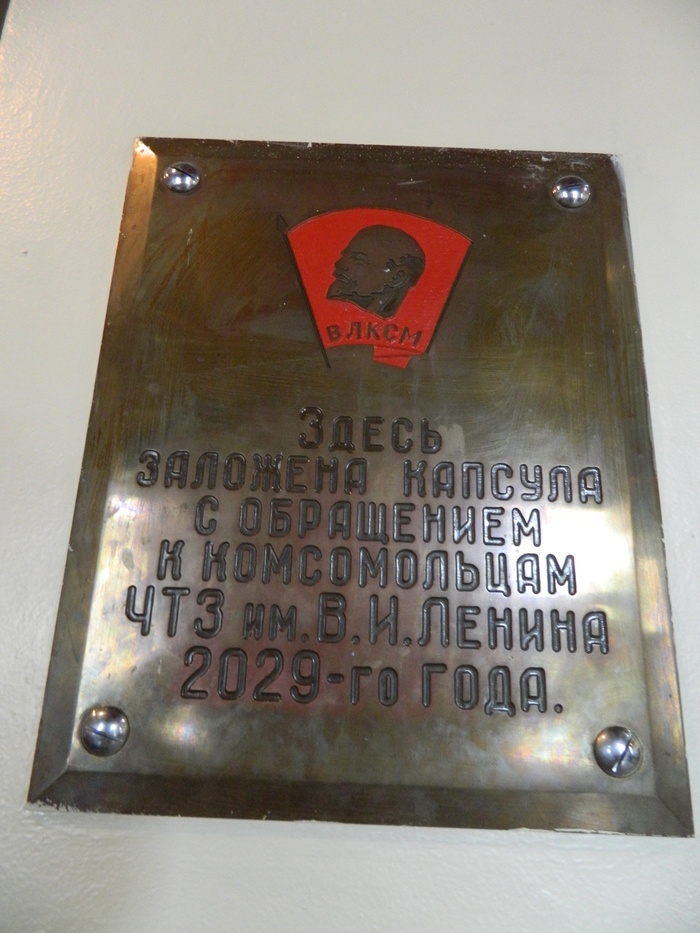 ВЛКСМ
Здесь
заложена капсула
с обращением
к комсомольцам
ЧТЗ им. В.И.Ленина
2029-го года.